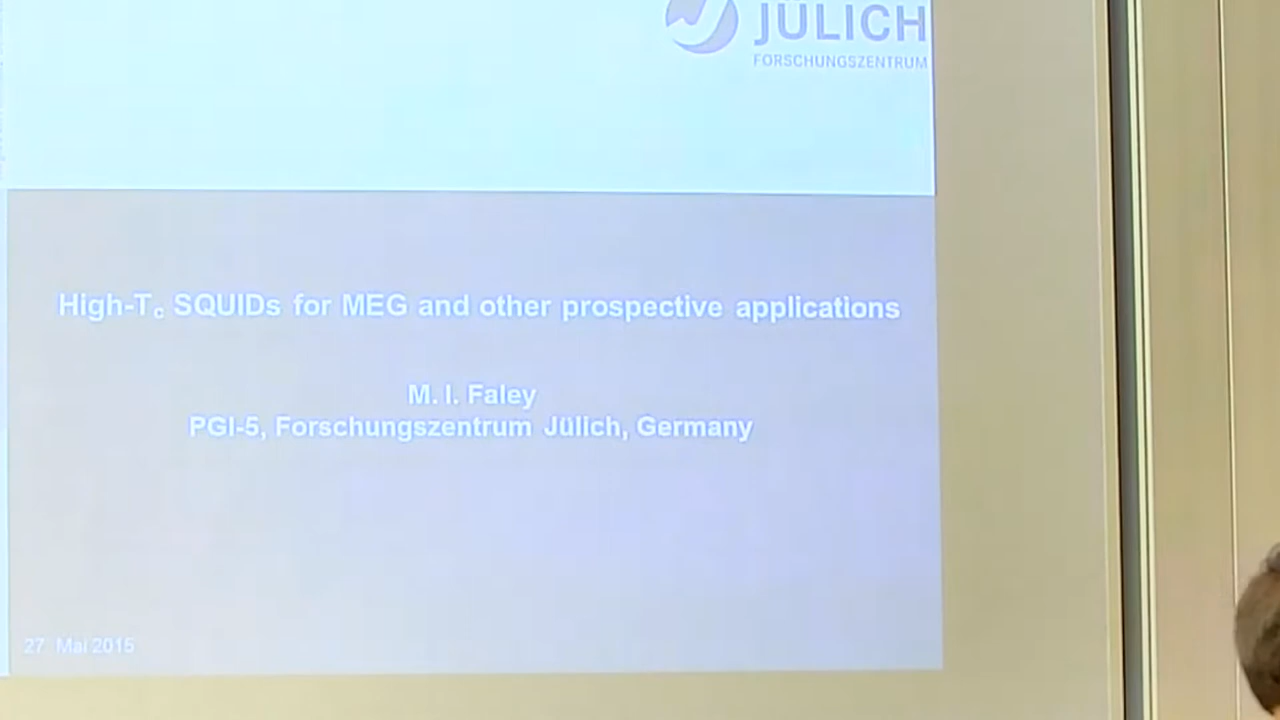 JÜLICH
FORSCHUNGSZENTRUM
High-Tc SQUIDs for MEG and other prospective applications
M. I. Faley
PGI-5, Forschungszentrum Jülich, Germany
27. Mai 2015